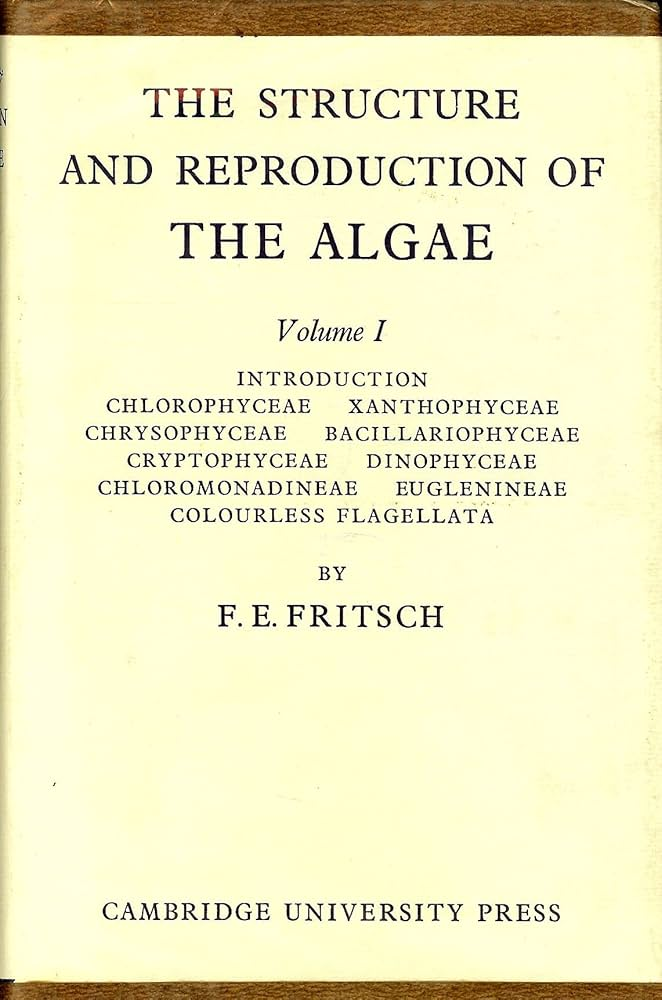 THE STRUCTURE
AND REPRODUCTION OF
THE ALGAE
Volume I
INTRODUCTION
CHLOROPHYCEAE XANTHOPHYCEAE
CHRYSOPHYCEAE BACILLARIOPHYCEAE
CRYPTOPHYCEAE DINOPHYCEAE
CHLOROMONADINEAE EUGLENINEAE
COLOURLESS FLAGELLATA
BY
F. E. FRITSCH
CAMBRIDGE UNIVERSITY PRESS